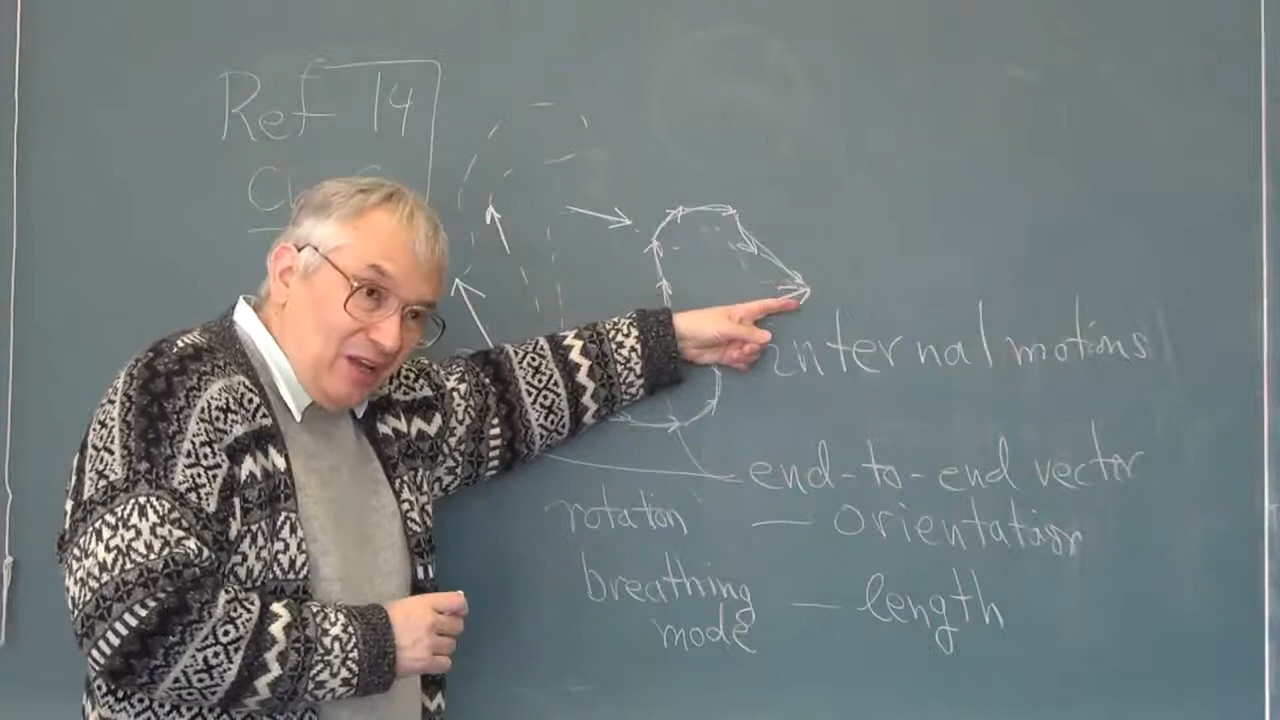 Ref 14
internal motions
end-to-end vector
rotation — orientation
breathing — length
mode